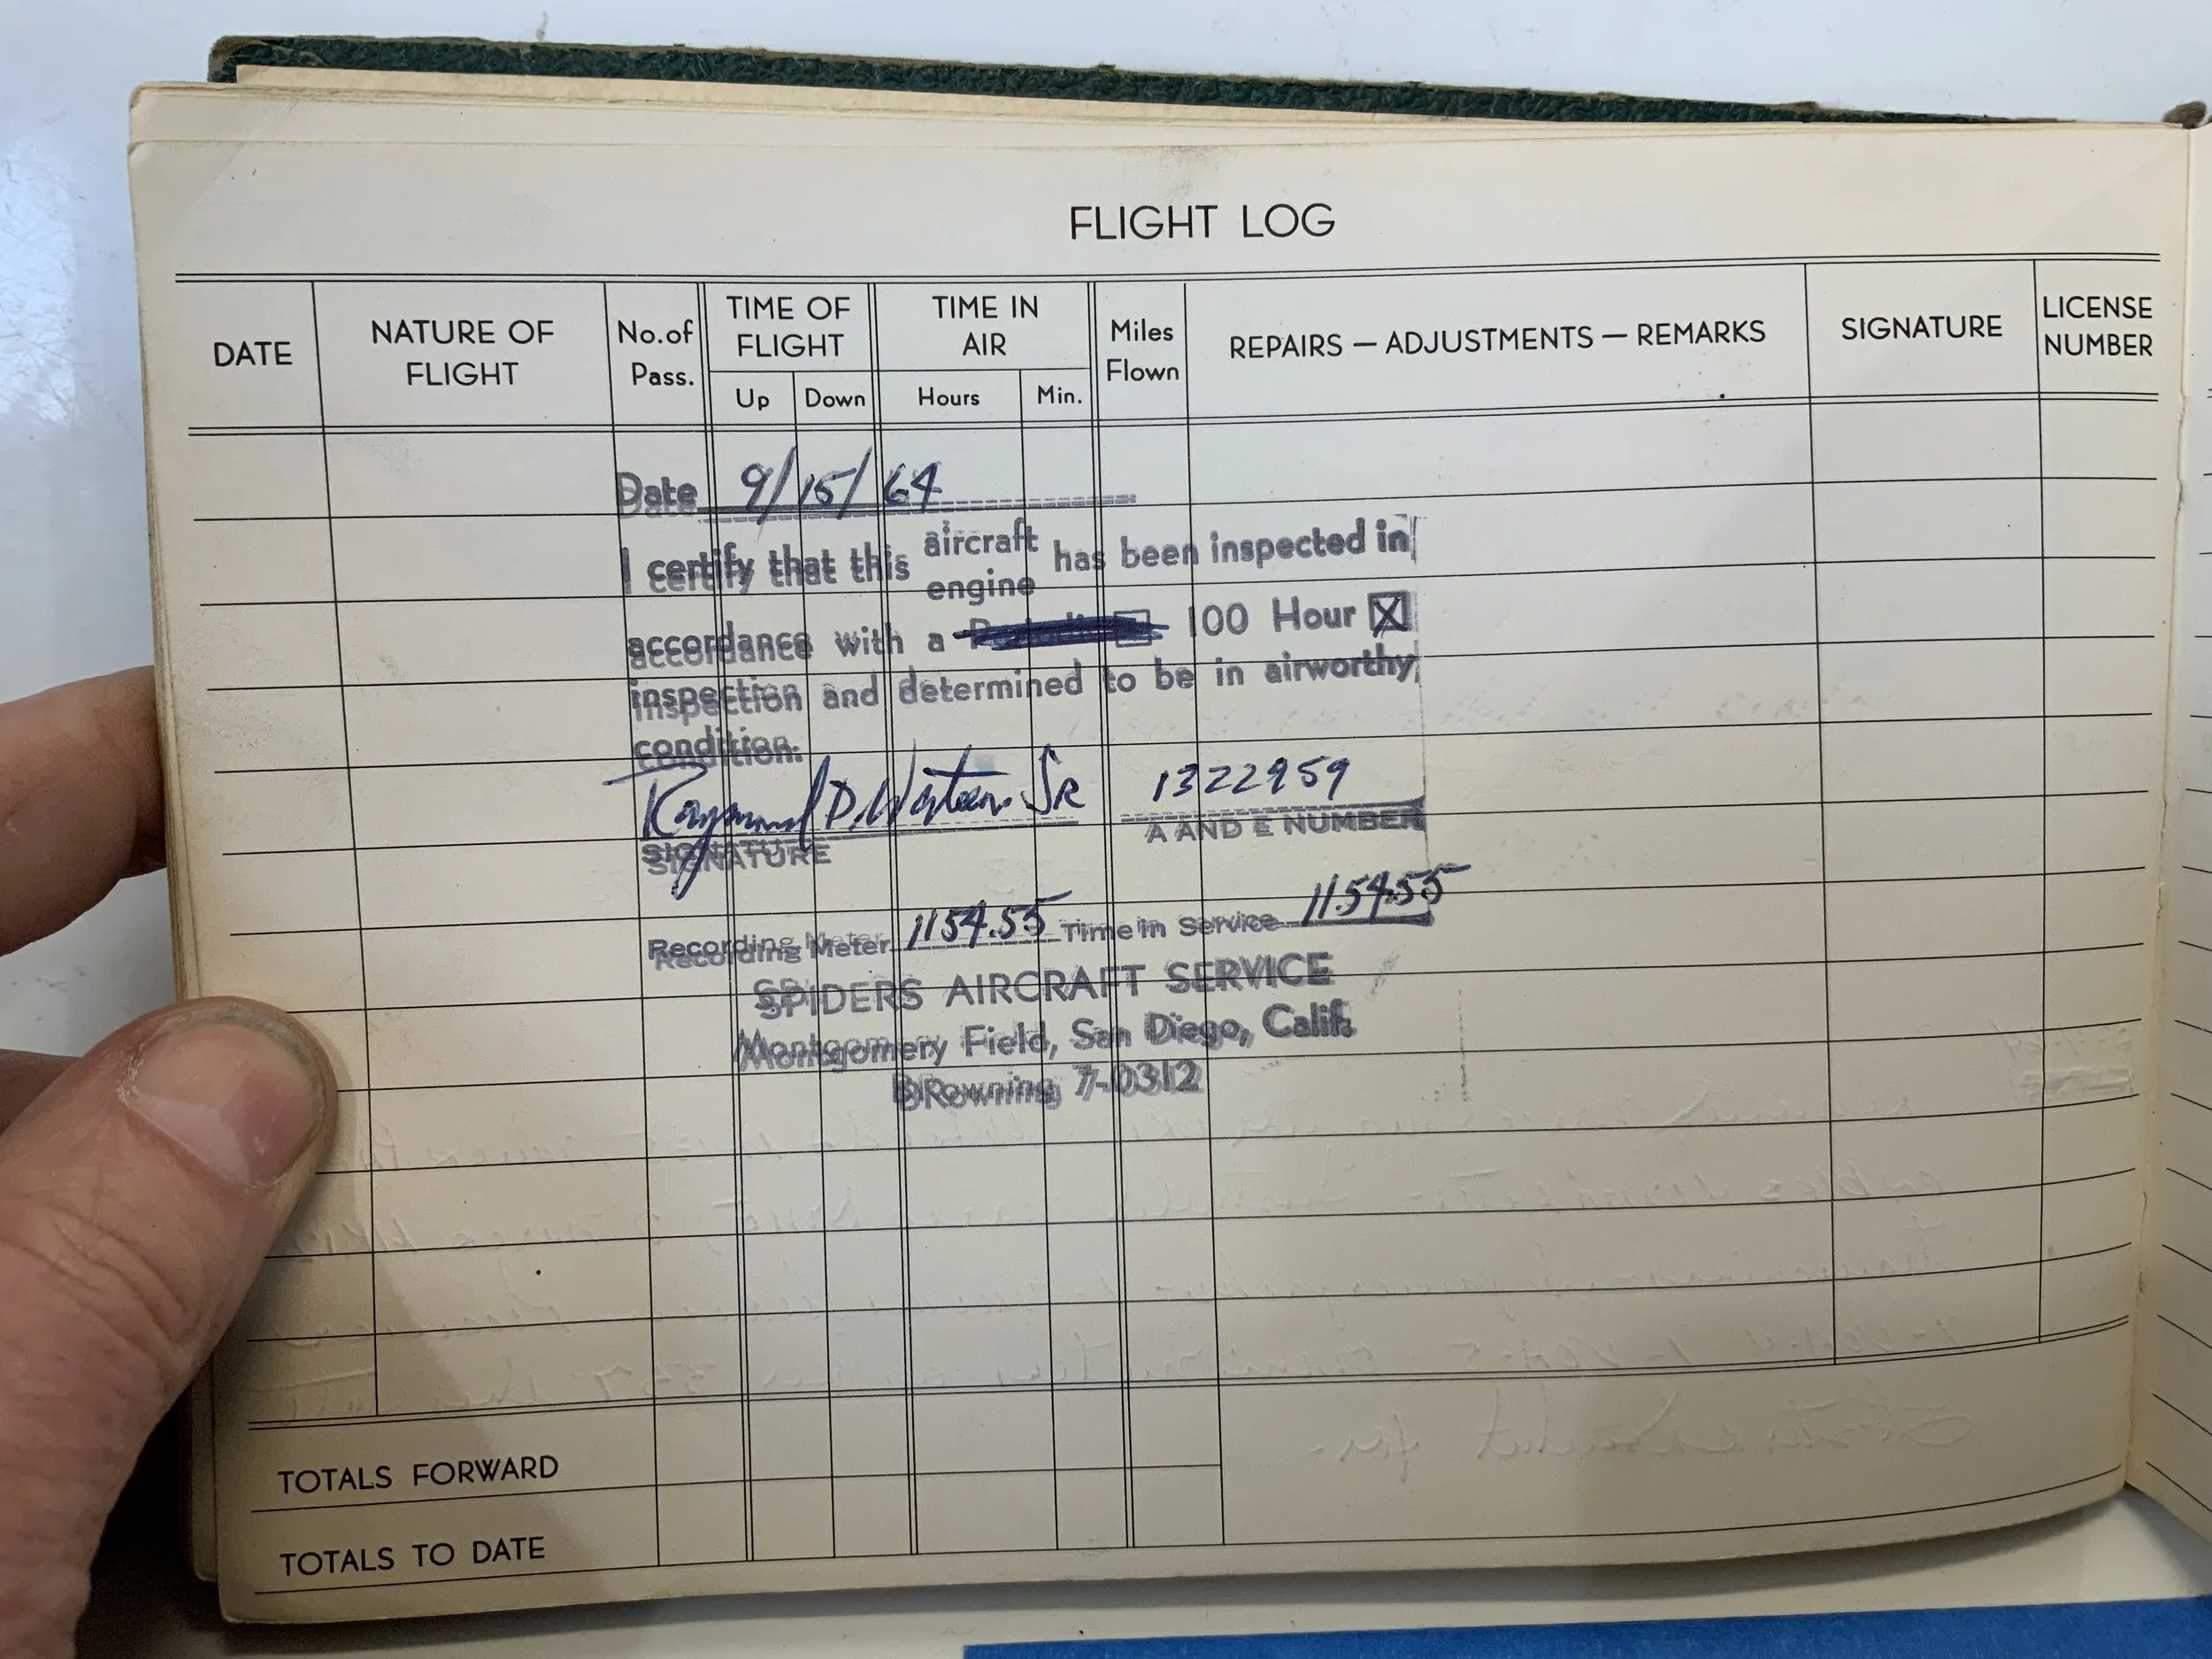 FLIGHT LOG
DATE
NATURE OF FLIGHT
No. of Pass.
TIME OF FLIGHT
Up
Down
TIME IN AIR
Hours
Min.
Miles Flown
REPAIRS — ADJUSTMENTS — REMARKS
SIGNATURE
LICENSE NUMBER
Date 9/15/64
I certify that this aircraft engine has been inspected in
accordance with a 100 Hour X
inspection and determined to be in airworthy
condition.
Raymond D. Sr 1322959
SIGNATURE A AND E NUMBER
Recording Meter 1154.55 Time in Service 1154.55
SPIDERS AIRCRAFT SERVICE
Montgomery Field, San Diego, Calif.
BRowning 7-0312
TOTALS FORWARD
TOTALS TO DATE